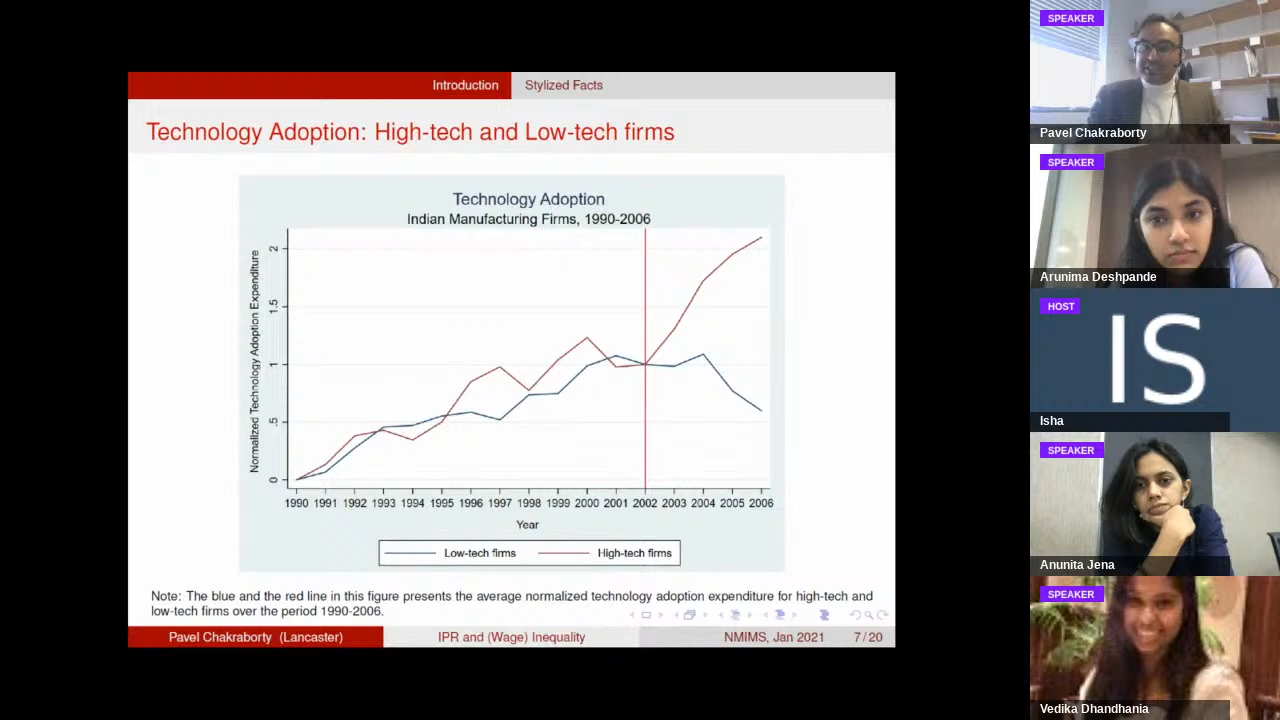 Introduction
Stylized Facts
Technology Adoption: High-tech and Low-tech firms
Technology Adoption
Indian Manufacturing Firms, 1990-2006
Normalized Technology Adoption Expenditure
2
1.5
1
.5
0
1990 1991 1992 1993 1994 1995 1996 1997 1998 1999 2000 2001 2002 2003 2004 2005 2006
Year
Low-tech firms
High-tech firms
Note: The blue and the red line in this figure presents the average normalized technology adoption expenditure for high-tech and
low-tech firms over the period 1990-2006.
Pavel Chakraborty (Lancaster)
IPR and (Wage) Inequality
NMIMS, Jan 2021
7 / 20
SPEAKER
Pavel Chakraborty
SPEAKER
Arunima Deshpande
HOST
IS
Isha
SPEAKER
Anunita Jena
SPEAKER
Vedika Dhandhania